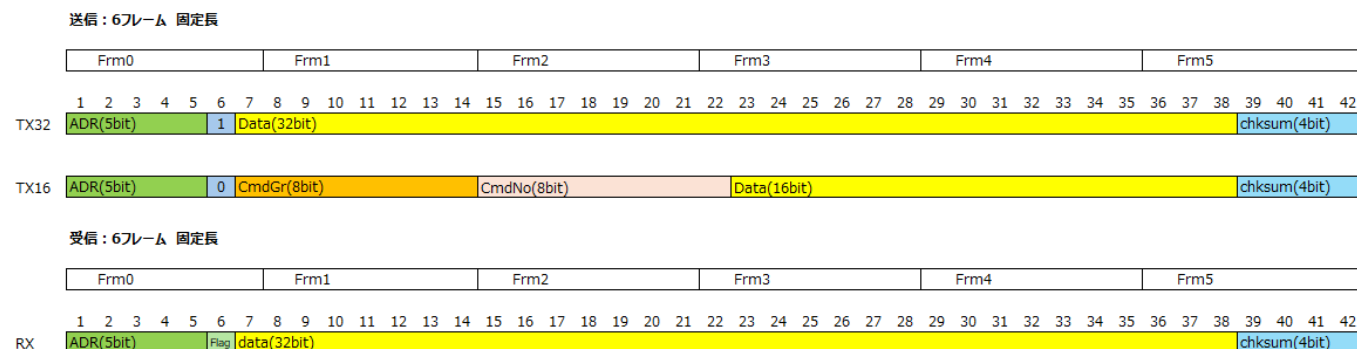 送信：6フレーム 固定長
Frm0 Frm1 Frm2 Frm3 Frm4 Frm5
1 2 3 4 5 6 7 8 9 10 11 12 13 14 15 16 17 18 19 20 21 22 23 24 25 26 27 28 29 30 31 32 33 34 35 36 37 38 39 40 41 42
TX32 ADR(5bit) 1 Data(32bit) chksum(4bit)
TX16 ADR(5bit) 0 CmdGr(8bit) CmdNo(8bit) Data(16bit) chksum(4bit)
受信：6フレーム 固定長
Frm0 Frm1 Frm2 Frm3 Frm4 Frm5
1 2 3 4 5 6 7 8 9 10 11 12 13 14 15 16 17 18 19 20 21 22 23 24 25 26 27 28 29 30 31 32 33 34 35 36 37 38 39 40 41 42
RX ADR(5bit) Flag data(32bit) chksum(4bit)